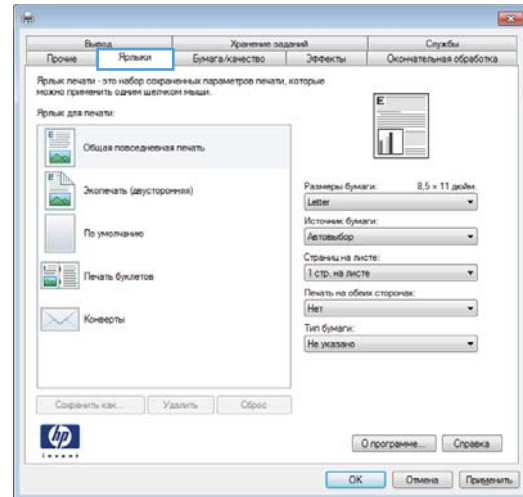 Вывод Хранение заданий Службы
Прочие Ярлыки Бумага/качество Эффекты Окончательная обработка
Ярлык печати - это набор сохраненных параметров печати, которые
можно применить одним щелчком мыши.
Ярлык для печати:
Общая повседневная печать
Экопечать (двусторонняя)
По умолчанию
Печать буклетов
Конверты
Сохранить как... Удалить Сброс
E
Размеры бумаги: 8,5 × 11 дюйм.
Letter
Источник бумаги:
Автовыбор
Страниц на листе:
1 стр. на листе
Печать на обеих сторонах:
Нет
Тип бумаги:
Не указано
hp
invent
О программе... Справка
OK Отмена Применить